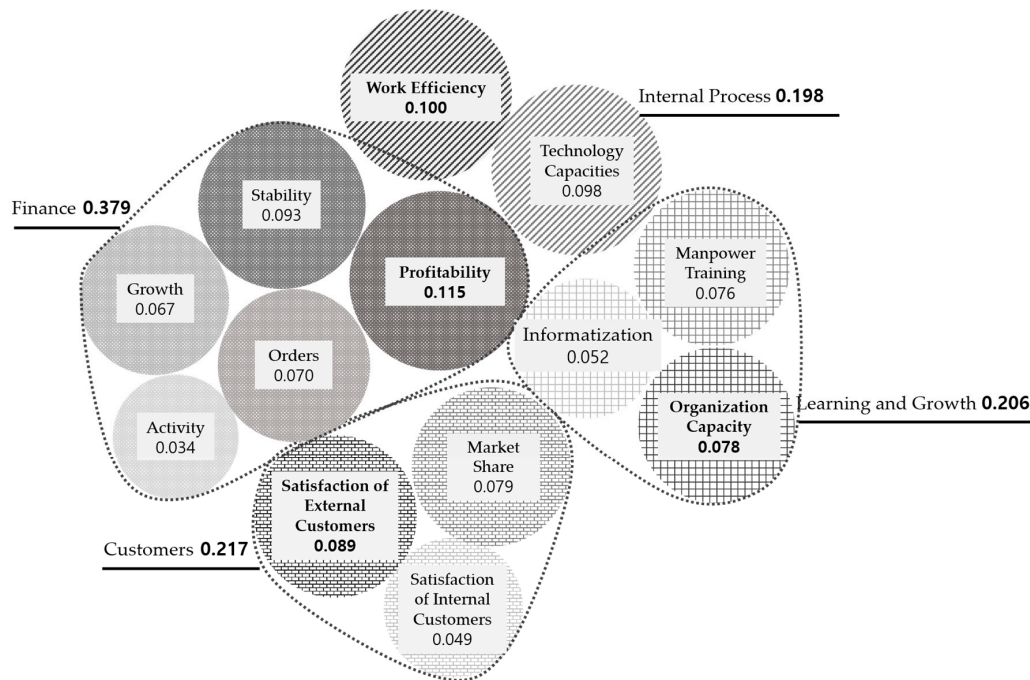 Work Efficiency
0.100
Internal Process 0.198
Technology
Capacities
0.098
Stability
0.093
Finance 0.379
Manpower
Training
0.076
Profitability
0.115
Growth
0.067
Informatization
0.052
Orders
0.070
Organization
Capacity
0.078
Learning and Growth 0.206
Activity
0.034
Market
Share
0.079
Satisfaction of
External
Customers
0.089
Customers 0.217
Satisfaction
of Internal
Customers
0.049